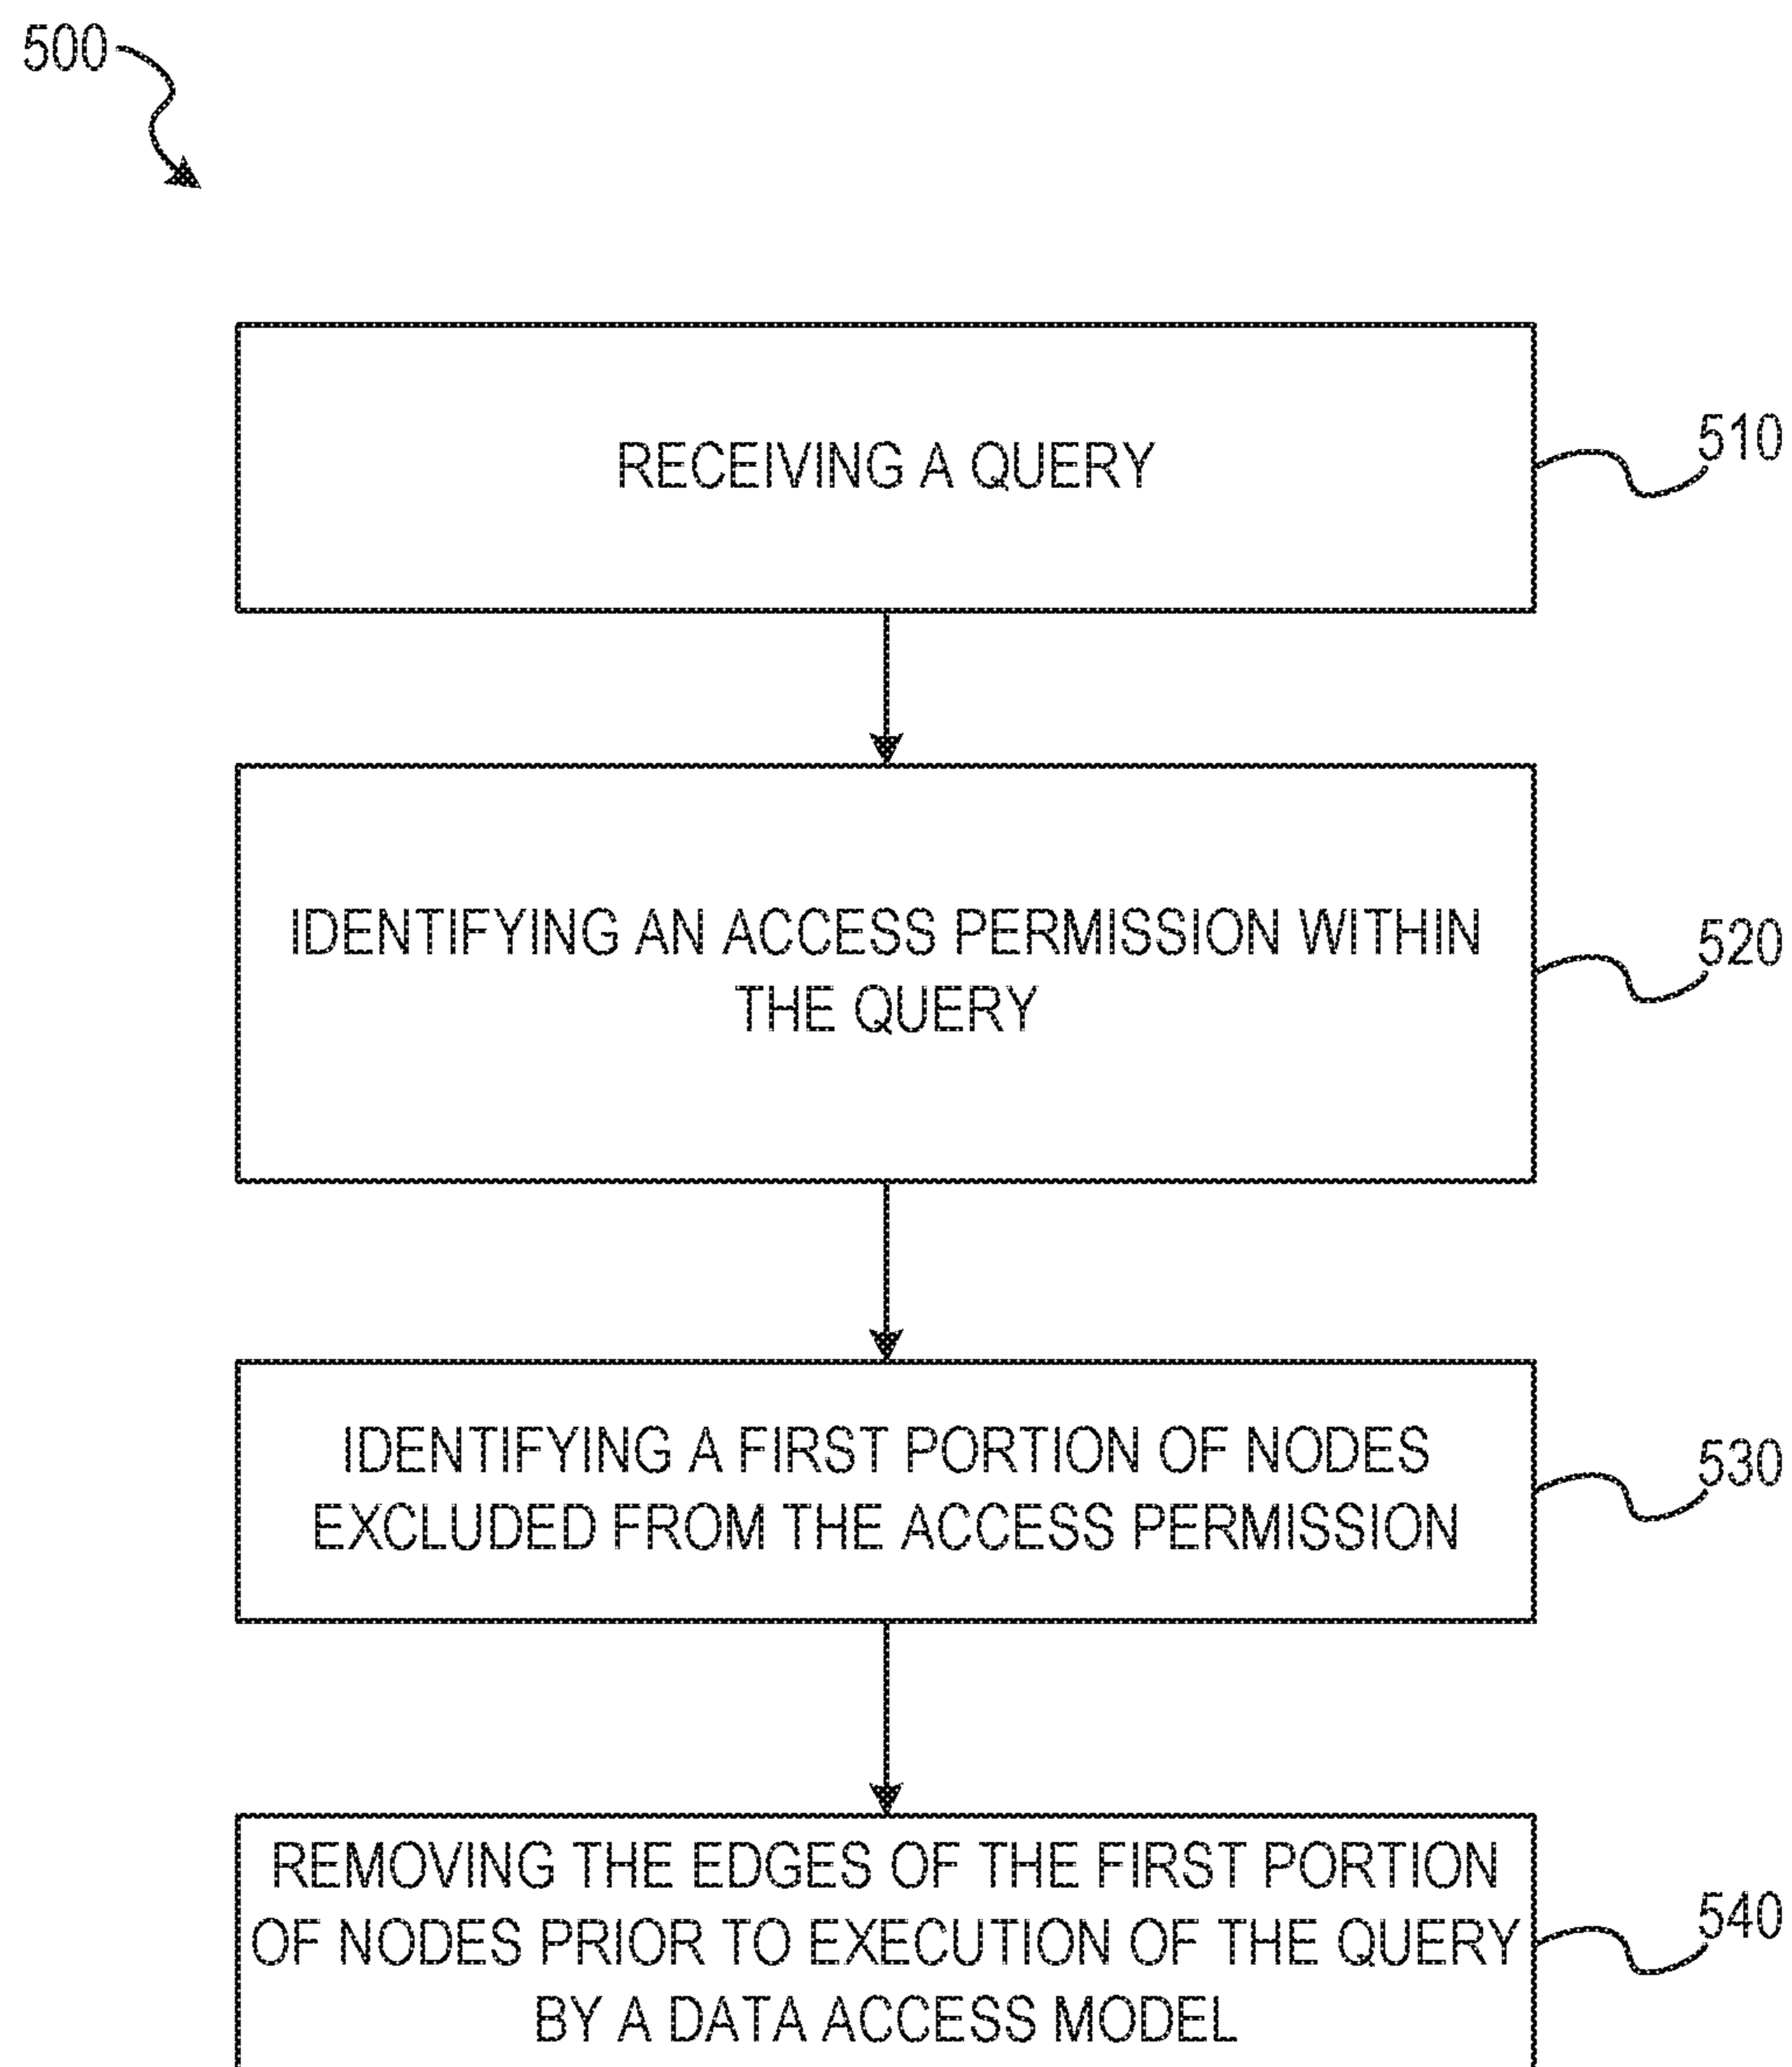 500
RECEIVING A QUERY
510
IDENTIFYING AN ACCESS PERMISSION WITHIN
THE QUERY
520
IDENTIFYING A FIRST PORTION OF NODES
EXCLUDED FROM THE ACCESS PERMISSION
530
REMOVING THE EDGES OF THE FIRST PORTION
OF NODES PRIOR TO EXECUTION OF THE QUERY
BY A DATA ACCESS MODEL
540